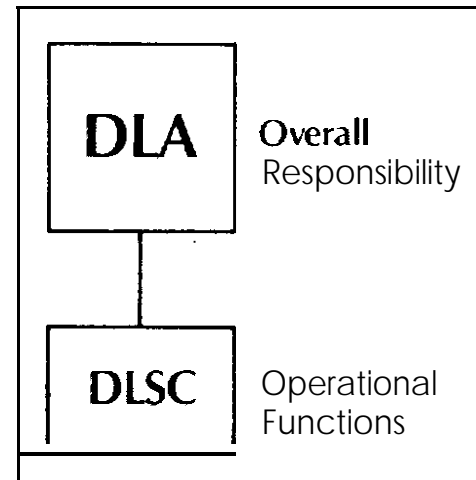 DLA
Overall
Responsibility
DLSC
Operational
Functions